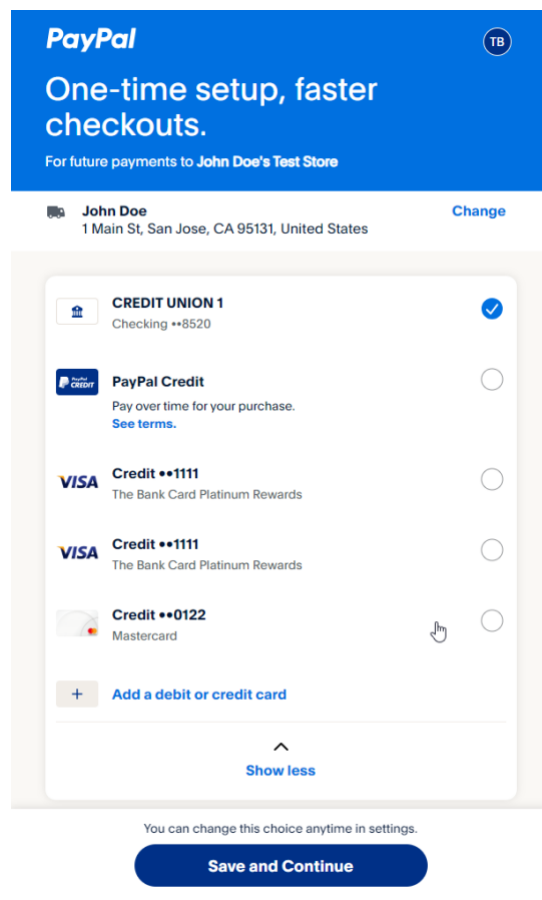 PayPal
TB
One-time setup, faster
checkouts.
For future payments to John Doe's Test Store
John Doe
Change
1 Main St, San Jose, CA 95131, United States
CREDIT UNION 1
Checking ••8520
PayPal CREDIT
PayPal Credit
Pay over time for your purchase.
See terms.
VISA
Credit ••1111
The Bank Card Platinum Rewards
VISA
Credit ••1111
The Bank Card Platinum Rewards
Credit ••0122
Mastercard
+ Add a debit or credit card
Show less
You can change this choice anytime in settings.
Save and Continue